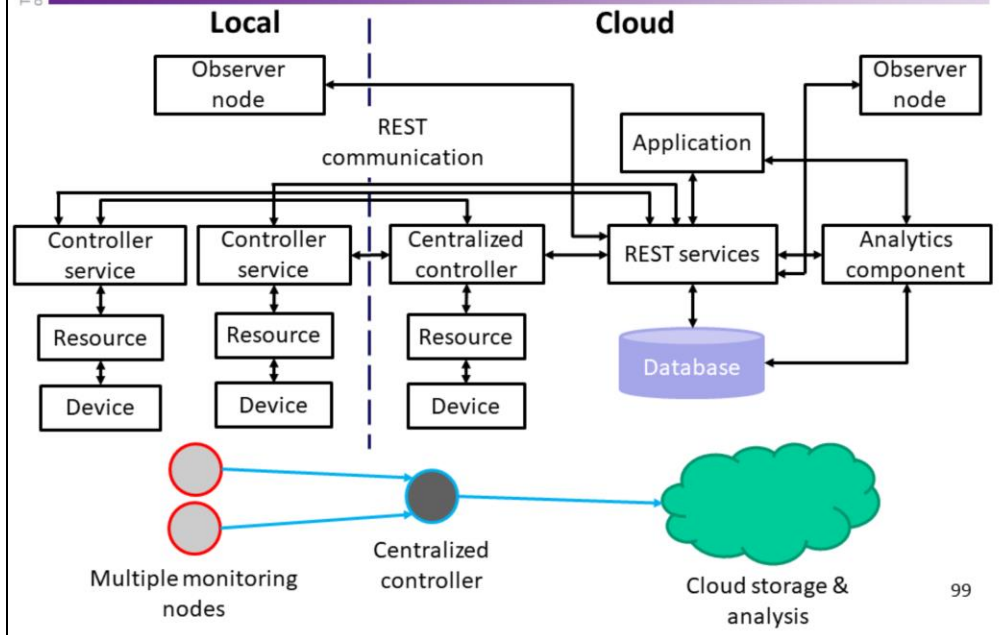 Local
Cloud
Observer
node
Observer
node
REST
communication
Application
Controller
service
Controller
service
Centralized
controller
REST services
Analytics
component
Resource
Resource
Resource
Database
Device
Device
Device
Multiple monitoring
nodes
Centralized
controller
Cloud storage &
analysis
99